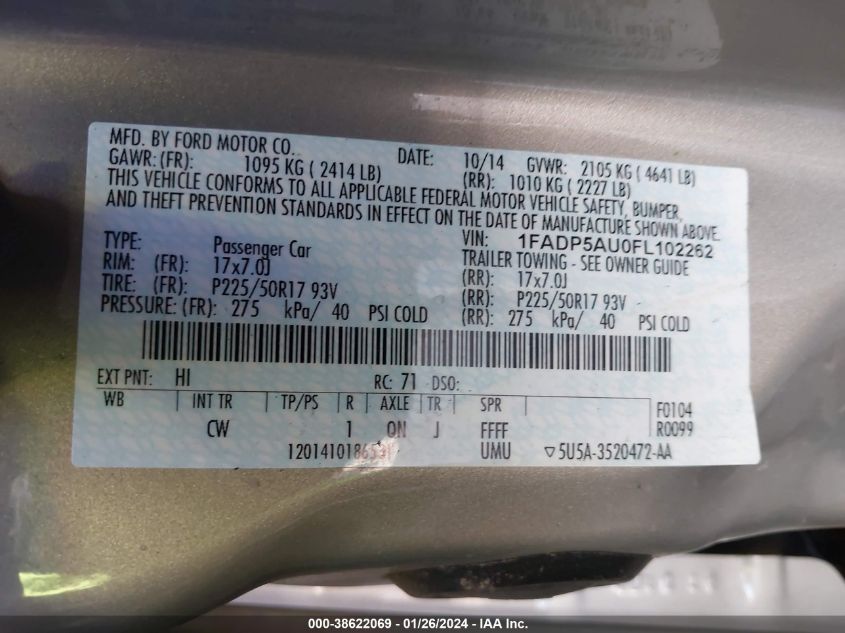 MFD. BY FORD MOTOR CO. DATE: 10/14 GVWR: 2105 KG ( 4641 LB)
GAWR: (FR): 1095 KG ( 2414 LB) (RR): 1010 KG ( 2227 LB)
THIS VEHICLE CONFORMS TO ALL APPLICABLE FEDERAL MOTOR VEHICLE SAFETY, BUMPER,
AND THEFT PREVENTION STANDARDS IN EFFECT ON THE DATE OF MANUFACTURE SHOWN ABOVE.
VIN: 1FADP5AU0FL102262
TYPE: Passenger Car TRAILER TOWING - SEE OWNER GUIDE
RIM: (FR): 17x7.0J (RR): 17x7.0J
TIRE: (FR): P225/50R17 93V (RR): P225/50R17 93V
PRESSURE: (FR): 275 kPa/ 40 PSI COLD (RR): 275 kPa/ 40 PSI COLD
EXT PNT: HI RC: 71 DSO:
WB INT TR TP/PS R AXLE TR SPR F0104
CW 1 ON J FFFF R0099
UMU 5U5A-3520472-AA
000-38622069 - 01/26/2024 - IAA Inc.